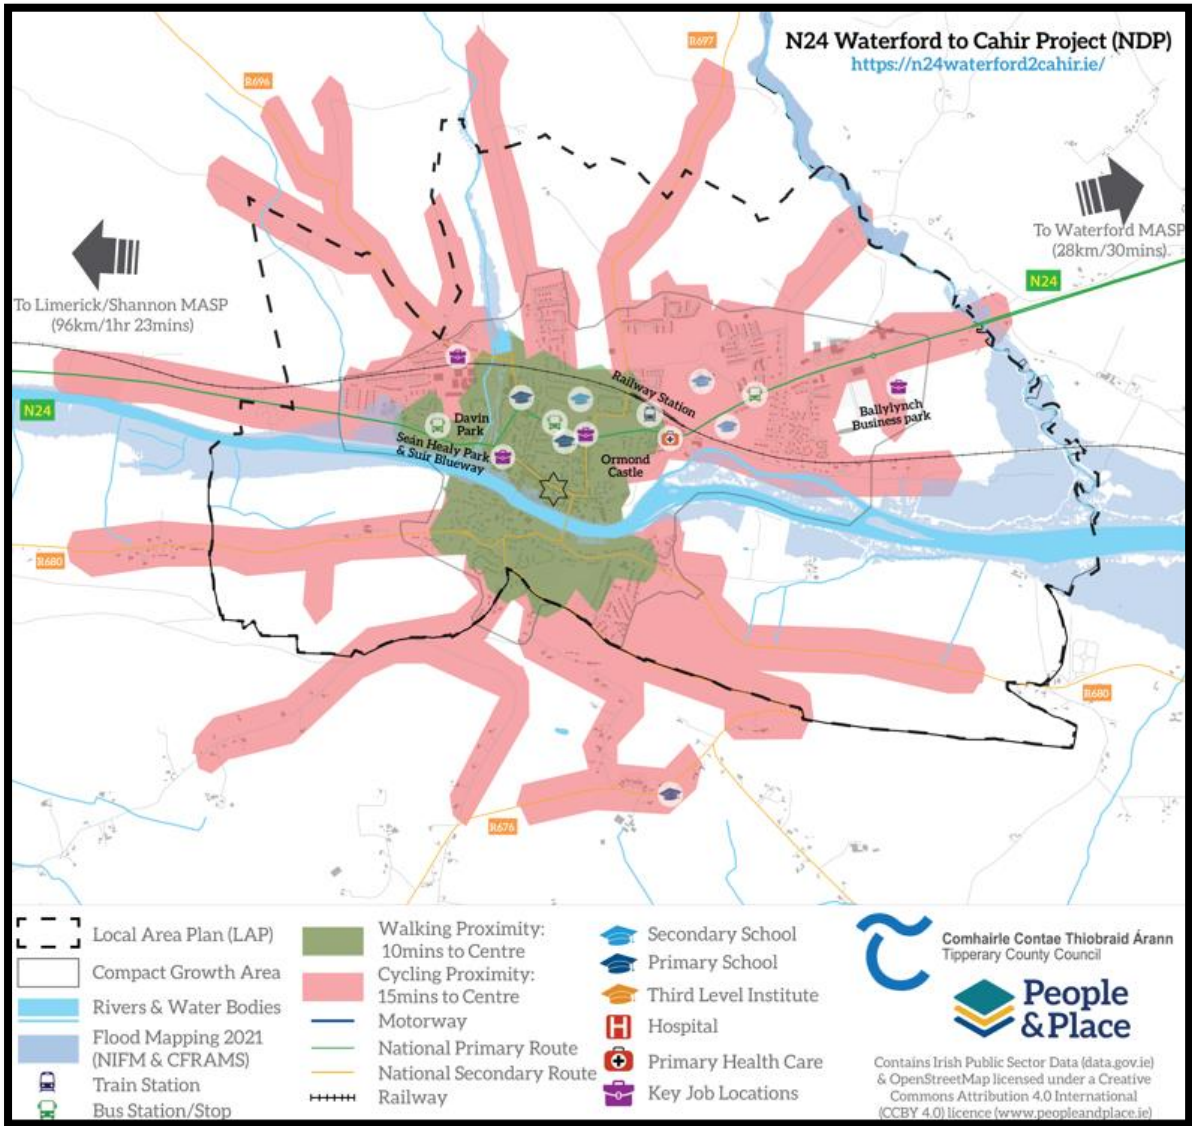 N24 Waterford to Cahir Project (NDP)
https://n24waterford2cahir.ie/
R697
R696
To Waterford MASP
(28km/30mins).
N24
To Limerick/Shannon MASP
(96km/1hr 23mins)
N24
Railway Station
Davin
Park
Seán Healy Park
& Suir Blueway
Ormond
Castle
Ballylynch
Business park
R680
R680
R676
Local Area Plan (LAP)
Compact Growth Area
Rivers & Water Bodies
Flood Mapping 2021
(NIFM & CFRAMS)
Train Station
Bus Station/Stop
Walking Proximity:
10mins to Centre
Cycling Proximity:
15mins to Centre
Motorway
National Primary Route
National Secondary Route
Railway
Secondary School
Primary School
Third Level Institute
H
Hospital
Primary Health Care
Key Job Locations
Comhairle Contae Thiobraid Árann
Tipperary County Council
People
&Place
Contains Irish Public Sector Data (data.gov.ie)
& OpenStreetMap licensed under a Creative
Commons Attribution 4.0 International
(CCBY 4.0) licence (www.peopleandplace.ie)